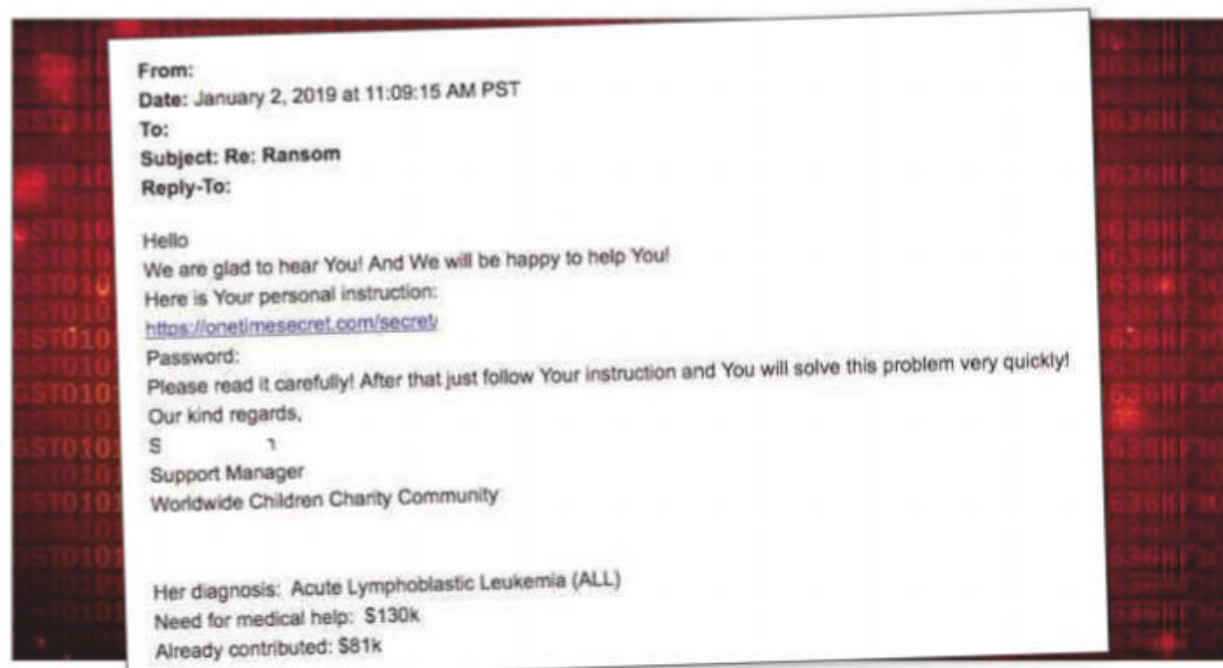 From:
Date: January 2, 2019 at 11:09:15 AM PST
To:
Subject: Re: Ransom
Reply-To:
Hello
We are glad to hear You! And We will be happy to help You!
Here is Your personal instruction:
https://onetimesecret.com/secret/
Password:
Please read it carefully! After that just follow Your instruction and You will solve this problem very quickly!
Our kind regards,
S
Support Manager
Worldwide Children Charity Community
Her diagnosis: Acute Lymphoblastic Leukemia (ALL)
Need for medical help: $130k
Already contributed: $81k